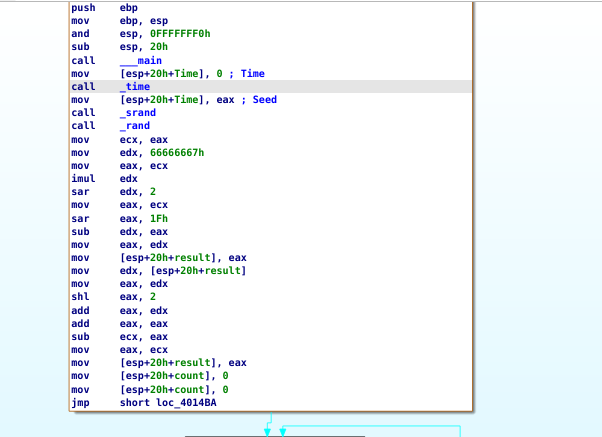 push ebp
mov ebp, esp
and esp, 0FFFFFFF0h
sub esp, 20h
call ___main
mov [esp+20h+Time], 0 ; Time
call _time
mov [esp+20h+Time], eax ; Seed
call _srand
call _rand
mov ecx, eax
mov edx, 66666667h
mov eax, ecx
imul edx
sar edx, 2
mov eax, ecx
sar eax, 1Fh
sub edx, eax
mov eax, edx
mov [esp+20h+result], eax
mov edx, [esp+20h+result]
mov eax, edx
shl eax, 2
add eax, edx
add eax, eax
sub ecx, eax
mov eax, ecx
mov [esp+20h+result], eax
mov [esp+20h+count], 0
mov [esp+20h+count], 0
jmp short loc_4014BA